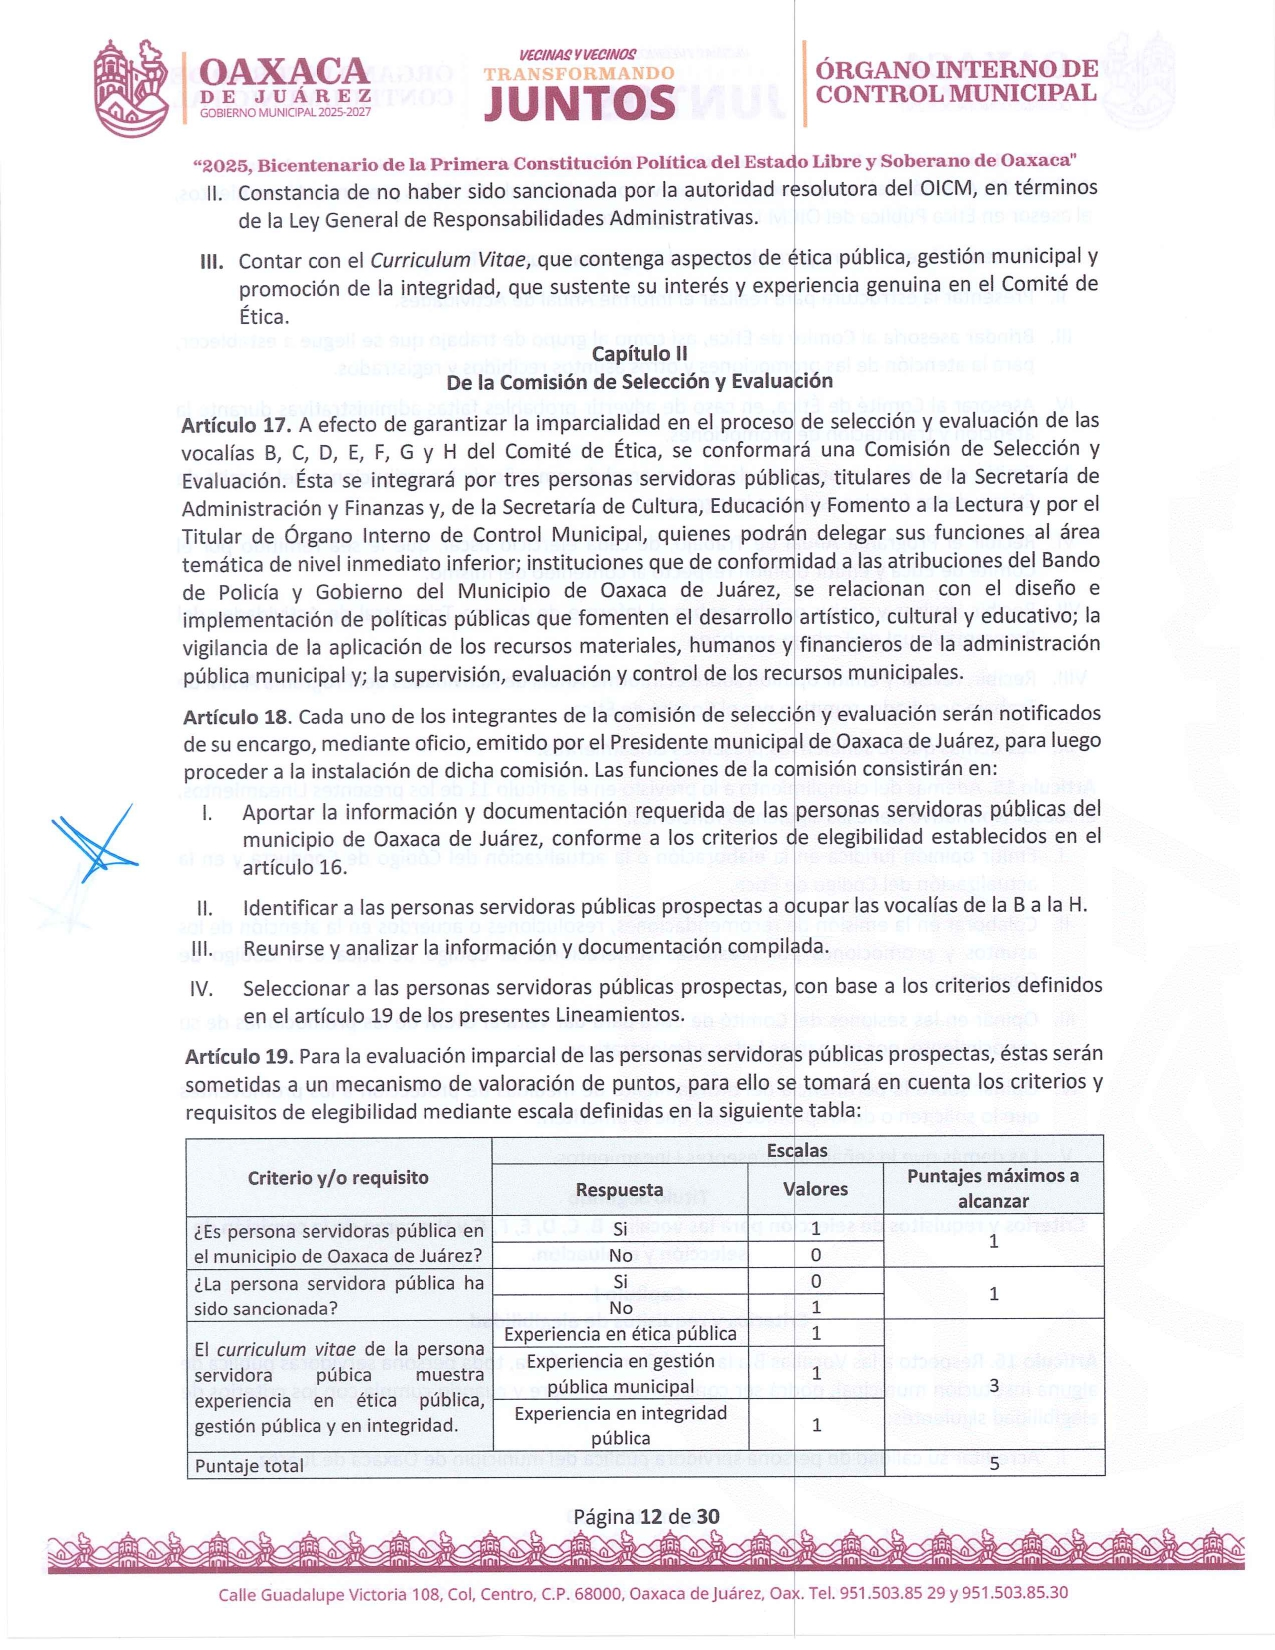 OAXACA
DE JUÁREZ
GOBIERNO MUNICIPAL 2025-2027
VECINAS Y VECINOS
TRANSFORMANDO
JUNTOS
ÓRGANO INTERNO DE
CONTROL MUNICIPAL
"2025, Bicentenario de la Primera Constitución Política del Estado Libre y Soberano de Oaxaca"
II. Constancia de no haber sido sancionada por la autoridad resolutora del OICM, en términos
de la Ley General de Responsabilidades Administrativas.
III. Contar con el Curriculum Vitae, que contenga aspectos de ética pública, gestión municipal y
promoción de la integridad, que sustente su interés y experiencia genuina en el Comité de
Ética.
Capítulo II
De la Comisión de Selección y Evaluación
Artículo 17. A efecto de garantizar la imparcialidad en el proceso de selección y evaluación de las
vocalías B, C, D, E, F, G y H del Comité de Ética, se conformará una Comisión de Selección y
Evaluación. Ésta se integrará por tres personas servidoras públicas, titulares de la Secretaría de
Administración y Finanzas y, de la Secretaría de Cultura, Educación y Fomento a la Lectura y por el
Titular de Órgano Interno de Control Municipal, quienes podrán delegar sus funciones al área
temática de nivel inmediato inferior; instituciones que de conformidad a las atribuciones del Bando
de Policía y Gobierno del Municipio de Oaxaca de Juárez, se relacionan con el diseño e
implementación de políticas públicas que fomenten el desarrollo artístico, cultural y educativo; la
vigilancia de la aplicación de los recursos materiales, humanos y financieros de la administración
pública municipal y; la supervisión, evaluación y control de los recursos municipales.
Artículo 18. Cada uno de los integrantes de la comisión de selección y evaluación serán notificados
de su encargo, mediante oficio, emitido por el Presidente municipal de Oaxaca de Juárez, para luego
proceder a la instalación de dicha comisión. Las funciones de la comisión consistirán en:
I. Aportar la información y documentación requerida de las personas servidoras públicas del
municipio de Oaxaca de Juárez, conforme a los criterios de elegibilidad establecidos en el
artículo 16.
II. Identificar a las personas servidoras públicas prospectas a ocupar las vocalías de la B a la H.
III. Reunirse y analizar la información y documentación compilada.
IV. Seleccionar a las personas servidoras públicas prospectas, con base a los criterios definidos
en el artículo 19 de los presentes Lineamientos.
Artículo 19. Para la evaluación imparcial de las personas servidoras públicas prospectas, éstas serán
sometidas a un mecanismo de valoración de puntos, para ello se tomará en cuenta los criterios y
requisitos de elegibilidad mediante escala definidas en la siguiente tabla:
Criterio y/o requisito
Escalas
Respuesta
Valores
Puntajes máximos a
alcanzar
¿Es persona servidoras pública en
el municipio de Oaxaca de Juárez?
Si
1
No
0
1
¿La persona servidora pública ha
sido sancionada?
Si
0
No
1
1
El curriculum vitae de la persona
servidora púbica muestra
experiencia en ética pública,
gestión pública y en integridad.
Experiencia en ética pública
1
Experiencia en gestión
pública municipal
1
Experiencia en integridad
pública
1
3
Puntaje total
5
Página 12 de 30
Calle Guadalupe Victoria 108, Col, Centro, C.P. 68000, Oaxaca de Juárez, Oax. Tel. 951.503.85 29 y 951.503.85.30